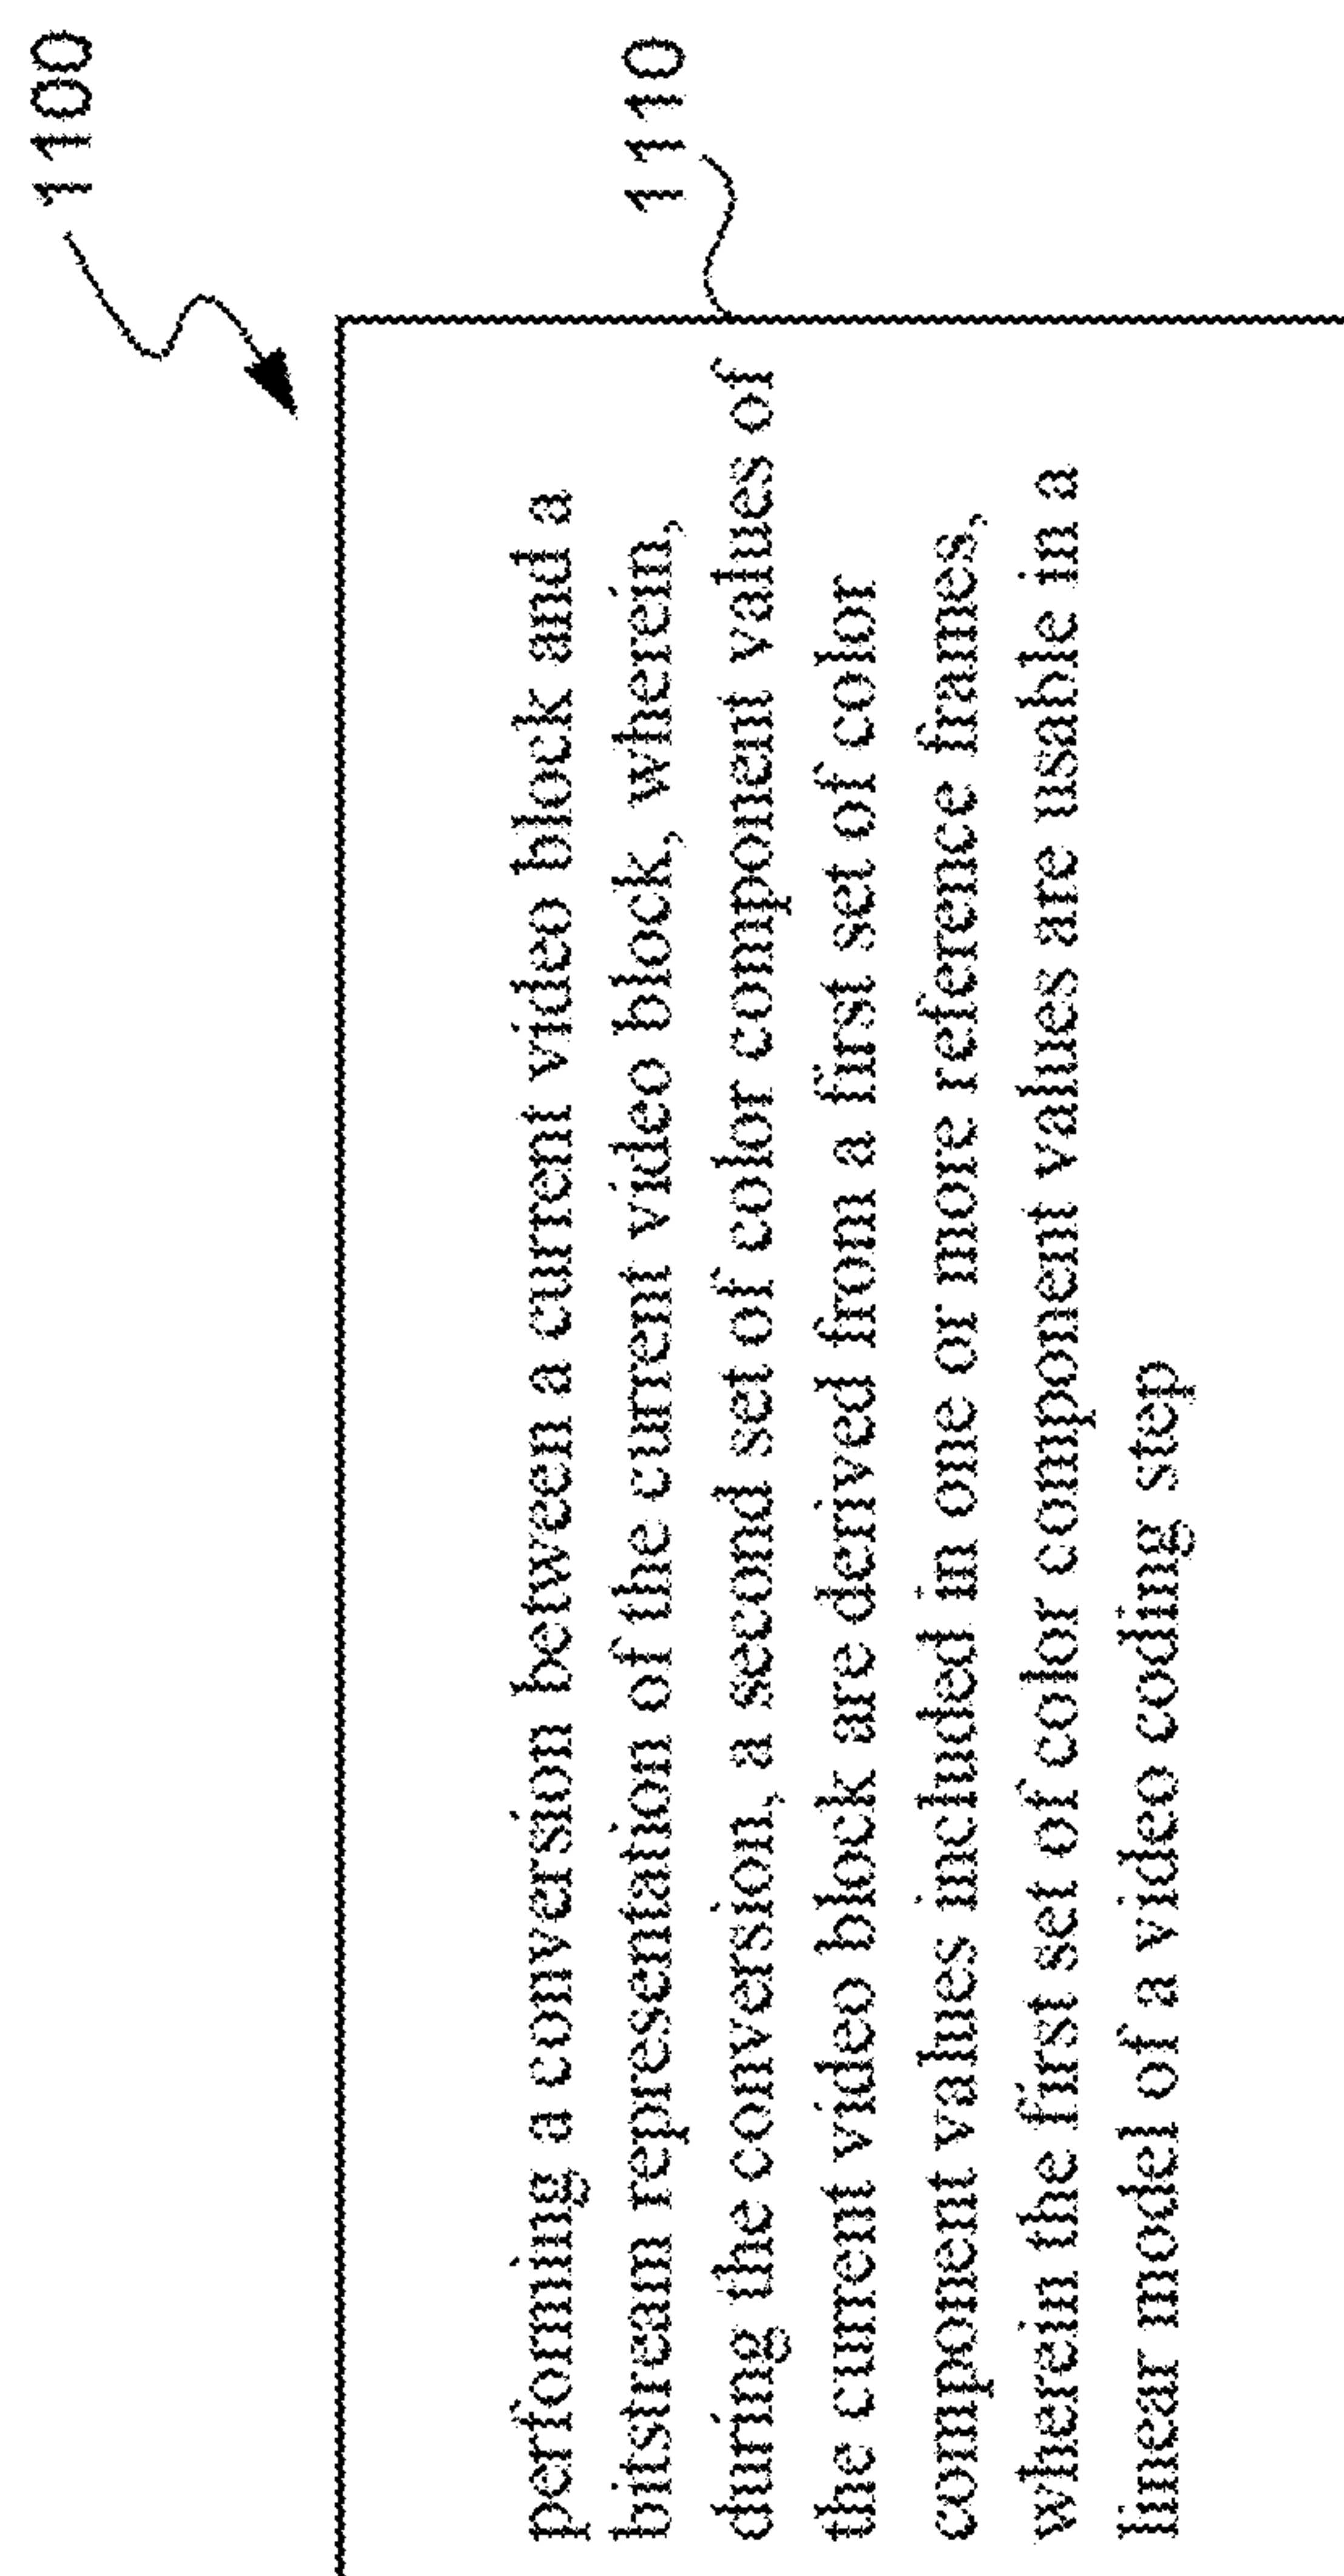 1100
1110
performing a conversion between a current video block and a
bitstream representation of the current video block, wherein,
during the conversion, a second set of color component values of
the current video block are derived from a first set of color
component values included in one or more reference frames,
wherein the first set of color component values are usable in a
linear model of a video coding step